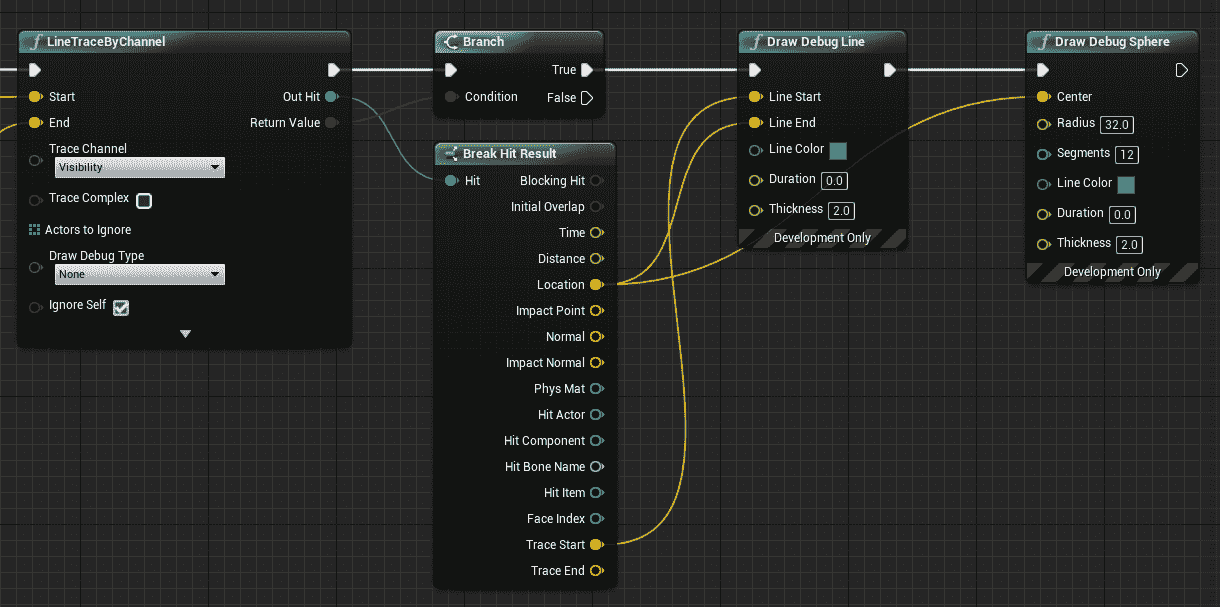 LineTraceByChannel
Start
Out Hit
End
Return Value
Trace Channel
Visibility
Trace Complex
Actors to Ignore
Draw Debug Type
None
Ignore Self
Branch
True
Condition
False
Break Hit Result
Hit
Blocking Hit
Initial Overlap
Time
Distance
Location
Impact Point
Normal
Impact Normal
Phys Mat
Hit Actor
Hit Component
Hit Bone Name
Hit Item
Face Index
Trace Start
Trace End
Draw Debug Line
Line Start
Line End
Line Color
Duration 0.0
Thickness 2.0
Development Only
Draw Debug Sphere
Center
Radius 32.0
Segments 12
Line Color
Duration 0.0
Thickness 2.0
Development Only